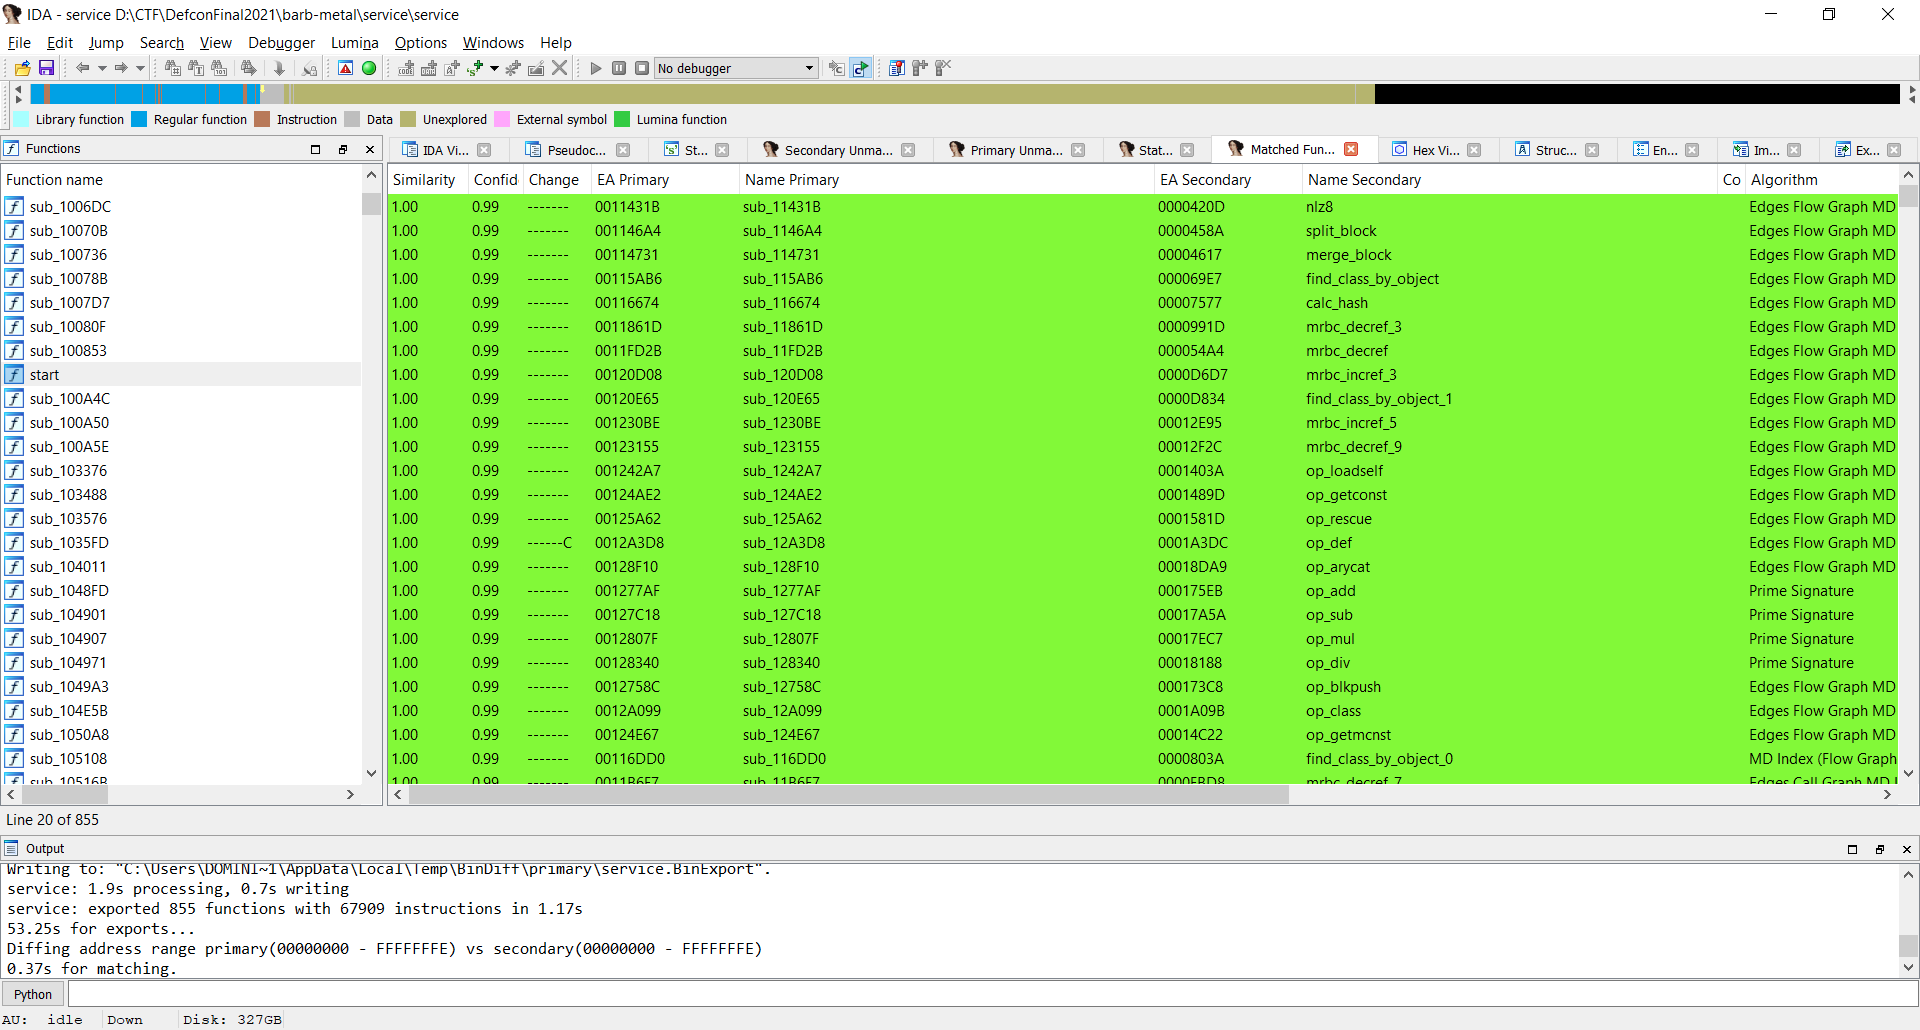 IDA - service D:\CTF\DefconFinal2021\barb-metal\service\service
File Edit Jump Search View Debugger Lumina Options Windows Help
No debugger
Library function Regular function Instruction Data Unexplored External symbol Lumina function
Functions
IDA Vi... Pseudoc... St... Secondary Unma... Primary Unma... Stat... Matched Fun... Hex Vi... Struc... En... Im... Ex...
Function name
sub_1006DC
sub_10070B
sub_100736
sub_10078B
sub_1007D7
sub_10080F
sub_100853
start
sub_100A4C
sub_100A50
sub_100A5E
sub_103376
sub_103488
sub_103576
sub_1035FD
sub_104011
sub_1048FD
sub_104901
sub_104907
sub_104971
sub_1049A3
sub_104E5B
sub_1050A8
sub_105108
sub_10516B
Similarity Confid Change EA Primary Name Primary EA Secondary Name Secondary Co Algorithm
1.00 0.99 ------- 0011431B sub_11431B 0000420D nlz8 Edges Flow Graph MD
1.00 0.99 ------- 001146A4 sub_1146A4 0000458A split_block Edges Flow Graph MD
1.00 0.99 ------- 00114731 sub_114731 00004617 merge_block Edges Flow Graph MD
1.00 0.99 ------- 00115AB6 sub_115AB6 000069E7 find_class_by_object Edges Flow Graph MD
1.00 0.99 ------- 00116674 sub_116674 00007577 calc_hash Edges Flow Graph MD
1.00 0.99 ------- 0011861D sub_11861D 0000991D mrbc_decref_3 Edges Flow Graph MD
1.00 0.99 ------- 0011FD2B sub_11FD2B 000054A4 mrbc_decref Edges Flow Graph MD
1.00 0.99 ------- 00120D08 sub_120D08 0000D6D7 mrbc_incref_3 Edges Flow Graph MD
1.00 0.99 ------- 00120E65 sub_120E65 0000D834 find_class_by_object_1 Edges Flow Graph MD
1.00 0.99 ------- 001230BE sub_1230BE 00012E95 mrbc_incref_5 Edges Flow Graph MD
1.00 0.99 ------- 00123155 sub_123155 00012F2C mrbc_decref_9 Edges Flow Graph MD
1.00 0.99 ------- 001242A7 sub_1242A7 0001403A op_loadself Edges Flow Graph MD
1.00 0.99 ------- 00124AE2 sub_124AE2 0001489D op_getconst Edges Flow Graph MD
1.00 0.99 ------- 00125A62 sub_125A62 0001581D op_rescue Edges Flow Graph MD
1.00 0.99 ------C 0012A3D8 sub_12A3D8 0001A3DC op_def Edges Flow Graph MD
1.00 0.99 ------- 00128F10 sub_128F10 00018DA9 op_arycat Edges Flow Graph MD
1.00 0.99 ------- 001277AF sub_1277AF 000175EB op_add Prime Signature
1.00 0.99 ------- 00127C18 sub_127C18 00017A5A op_sub Prime Signature
1.00 0.99 ------- 0012807F sub_12807F 00017EC7 op_mul Prime Signature
1.00 0.99 ------- 00128340 sub_128340 00018188 op_div Prime Signature
1.00 0.99 ------- 0012758C sub_12758C 000173C8 op_blkpush Edges Flow Graph MD
1.00 0.99 ------- 0012A099 sub_12A099 0001A09B op_class Edges Flow Graph MD
1.00 0.99 ------- 00124E67 sub_124E67 00014C22 op_getmcnst Edges Flow Graph MD
1.00 0.99 ------- 00116DD0 sub_116DD0 0000803A find_class_by_object_0 MD Index (Flow Graph
1.00 0.99 ------- 0011B6F7 sub_11B6F7 0000FBD8 mrbc_decref_7 Edges Call Graph MD I
Line 20 of 855
Output
Writing to: "C:\Users\DOMINI~1\AppData\Local\Temp\BinDiff\primary\service.BinExport".
service: 1.9s processing, 0.7s writing
service: exported 855 functions with 67909 instructions in 1.17s
53.25s for exports...
Diffing address range primary(00000000 - FFFFFFFE) vs secondary(00000000 - FFFFFFFE)
0.37s for matching.
Python
AU: idle Down Disk: 327GB